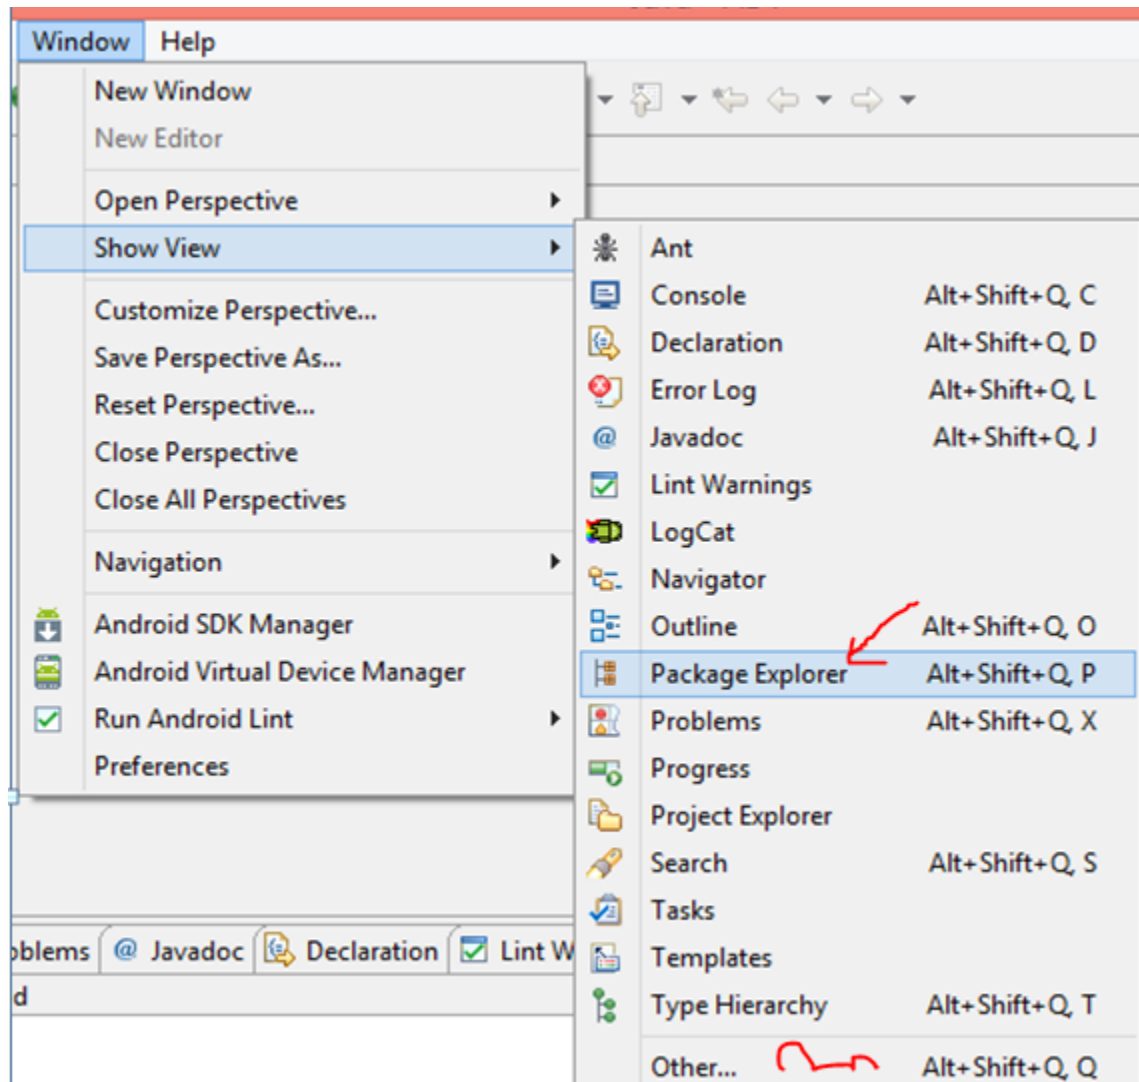 Window Help
New Window
New Editor
Open Perspective
Show View
Customize Perspective...
Save Perspective As...
Reset Perspective...
Close Perspective
Close All Perspectives
Navigation
Android SDK Manager
Android Virtual Device Manager
Run Android Lint
Preferences
Ant
Console Alt+Shift+Q, C
Declaration Alt+Shift+Q, D
Error Log Alt+Shift+Q, L
Javadoc Alt+Shift+Q, J
Lint Warnings
LogCat
Navigator
Outline Alt+Shift+Q, O
Package Explorer Alt+Shift+Q, P
Problems Alt+Shift+Q, X
Progress
Project Explorer
Search Alt+Shift+Q, S
Tasks
Templates
Type Hierarchy Alt+Shift+Q, T
Other... Alt+Shift+Q, Q
oblems @ Javadoc Declaration Lint W
d